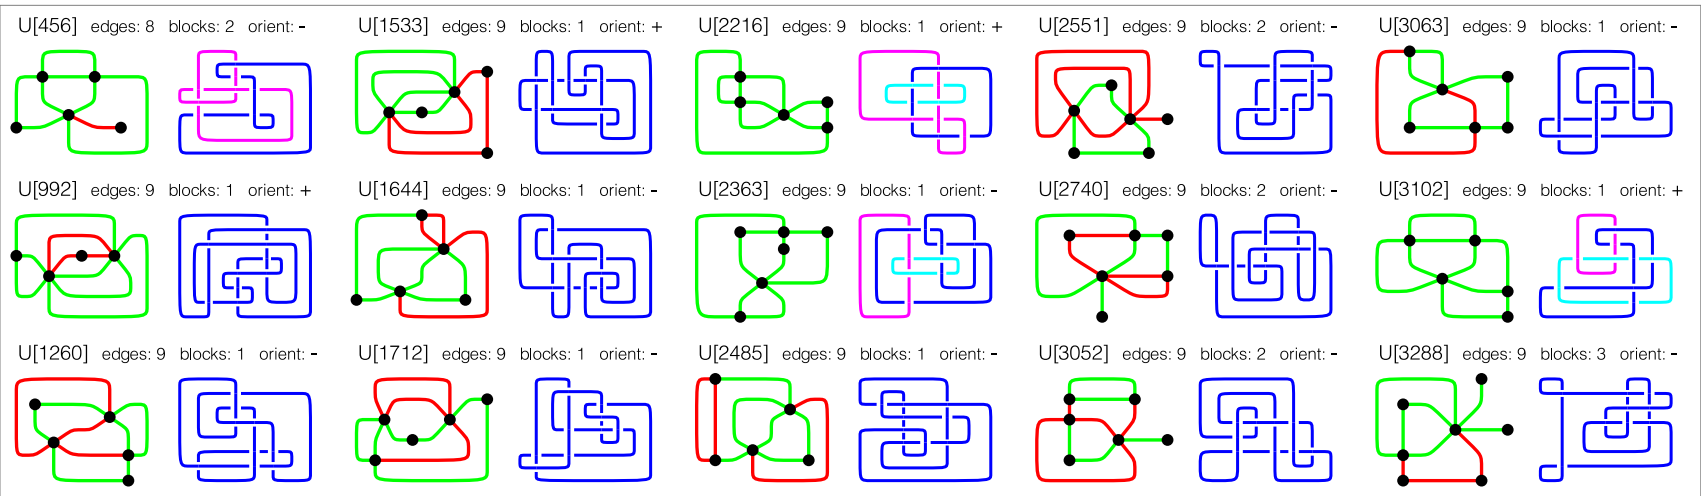 U[456] edges: 8 blocks: 2 orient: -
U[1533] edges: 9 blocks: 1 orient: +
U[2216] edges: 9 blocks: 1 orient: +
U[2551] edges: 9 blocks: 2 orient: -
U[3063] edges: 9 blocks: 1 orient: -
U[992] edges: 9 blocks: 1 orient: +
U[1644] edges: 9 blocks: 1 orient: -
U[2363] edges: 9 blocks: 1 orient: -
U[2740] edges: 9 blocks: 2 orient: -
U[3102] edges: 9 blocks: 1 orient: +
U[1260] edges: 9 blocks: 1 orient: -
U[1712] edges: 9 blocks: 1 orient: -
U[2485] edges: 9 blocks: 1 orient: -
U[3052] edges: 9 blocks: 2 orient: -
U[3288] edges: 9 blocks: 3 orient: -